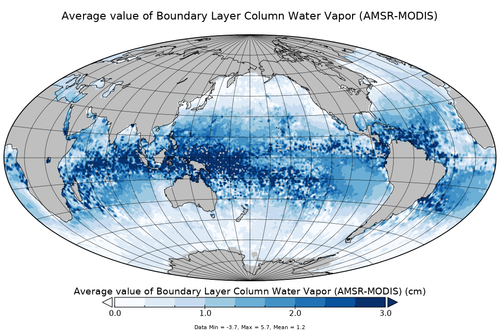 Average value of Boundary Layer Column Water Vapor (AMSR-MODIS)
Average value of Boundary Layer Column Water Vapor (AMSR-MODIS) (cm)
0.0 1.0 2.0 3.0
Data Min = -3.7, Max = 5.7, Mean = 1.2